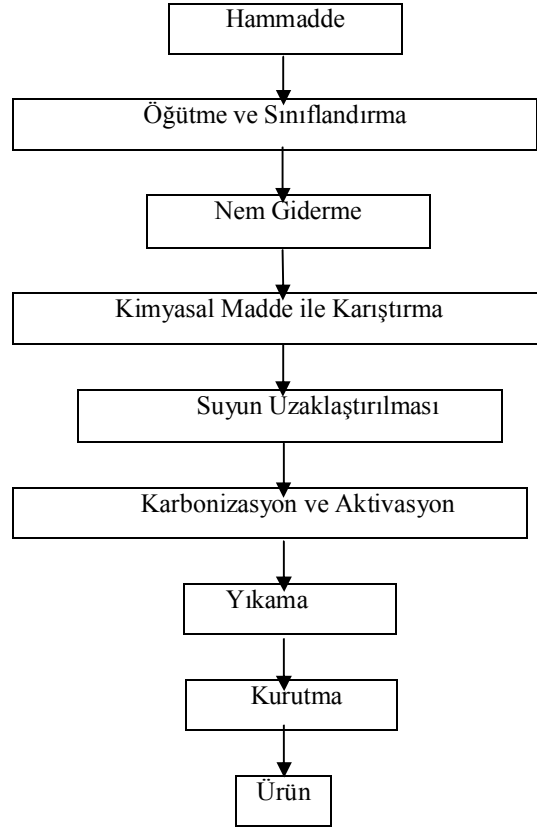 Hammadde
Öğütme ve Sınıflandırma
Nem Giderme
Kimyasal Madde ile Karıştırma
Suyun Uzaklaştırılması
Karbonizasyon ve Aktivasyon
Yıkama
Kurutma
Ürün